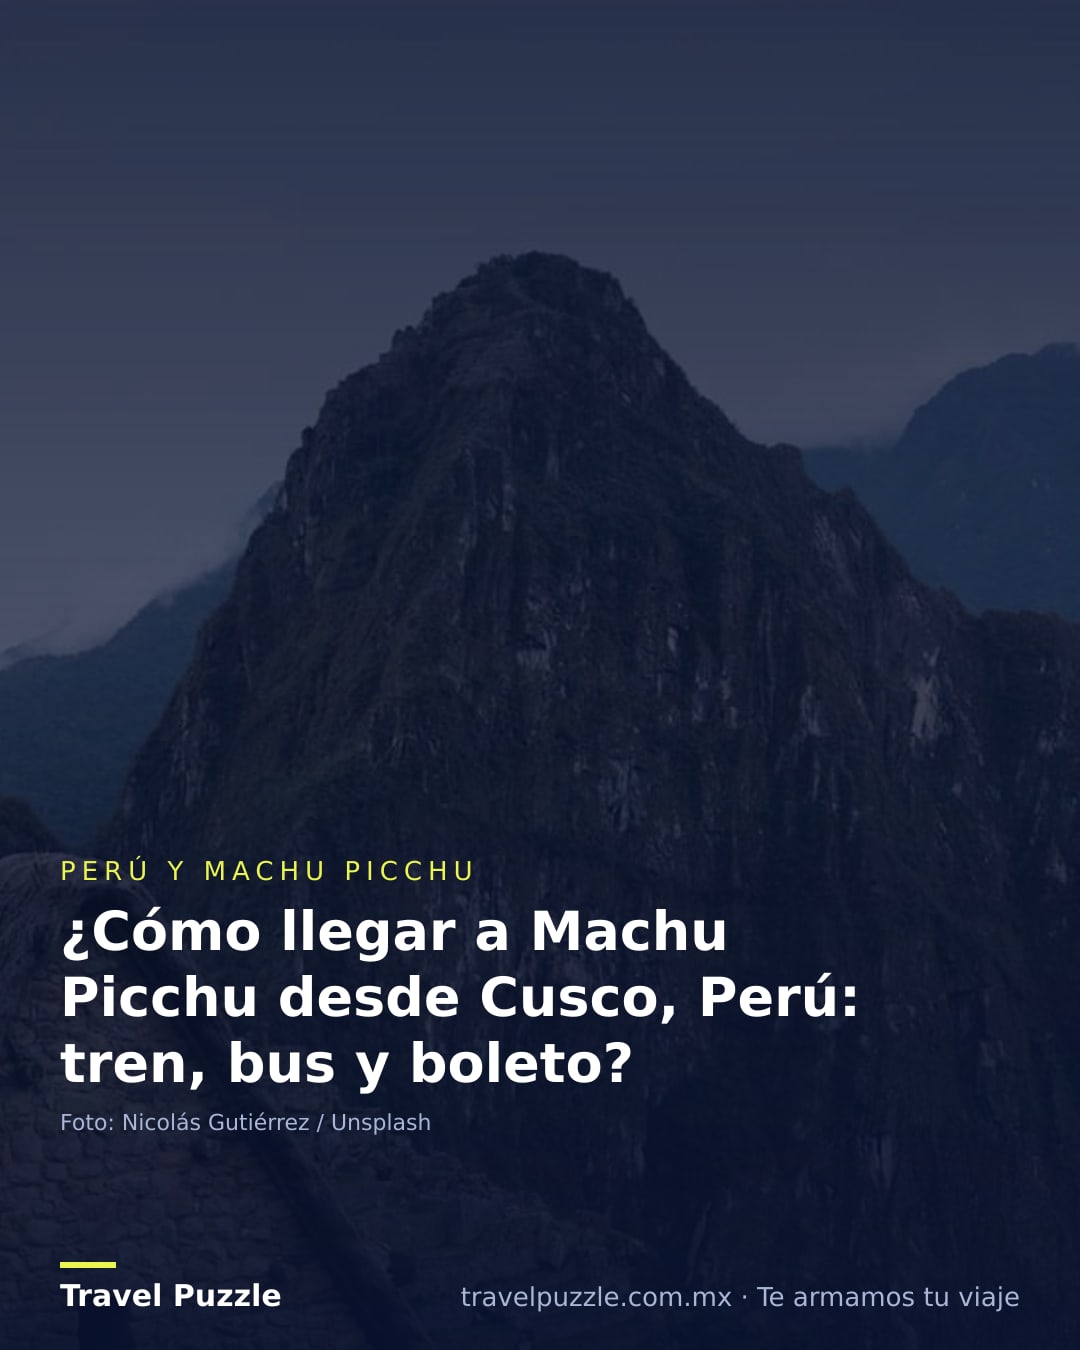 PERÚ Y MACHU PICCHU
¿Cómo llegar a Machu
Picchu desde Cusco, Perú:
tren, bus y boleto?
Foto: Nicolás Gutiérrez / Unsplash
Travel Puzzle
travelpuzzle.com.mx · Te armamos tu viaje